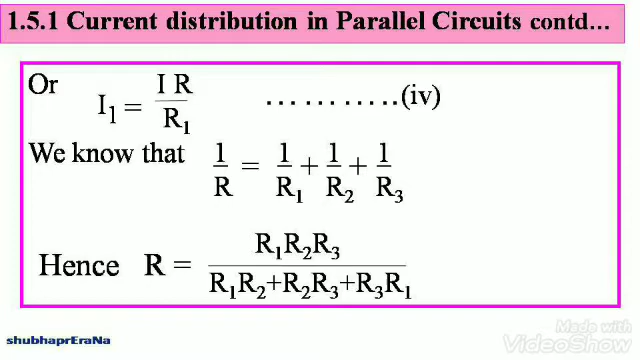 1.5.1 Current distribution in Parallel Circuits contd...
Or I₁ = I R / R₁ ………….(iv)
We know that 1/R = 1/R₁ + 1/R₂ + 1/R₃
Hence R = R₁R₂R₃ / R₁R₂+R₂R₃+R₃R₁
shubhaprEraNa
Made with
VideoShow